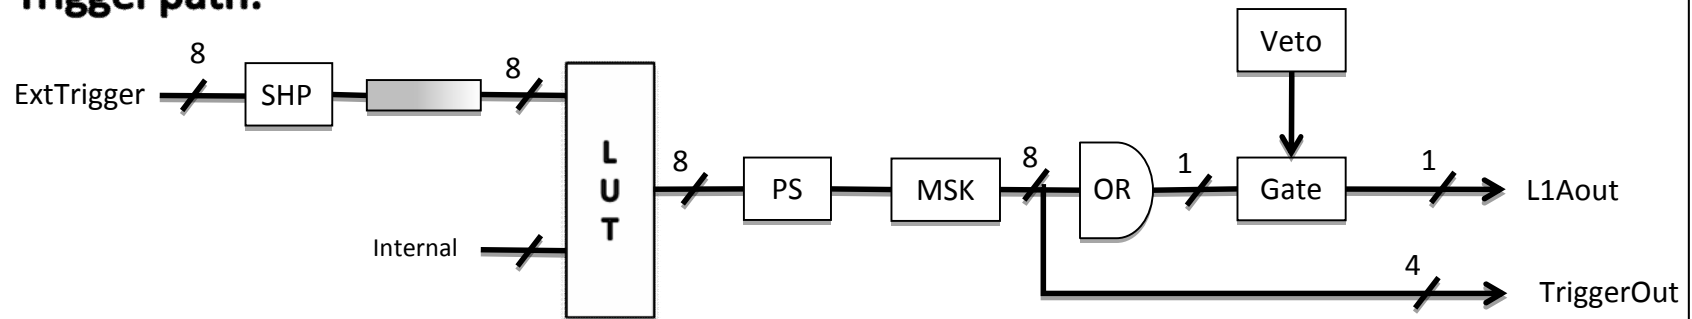 Trigger path:
Veto
8
8
ExtTrigger
SHP
L
U
T
8
8
1
1
PS
MSK
OR
Gate
L1Aout
Internal
4
TriggerOut